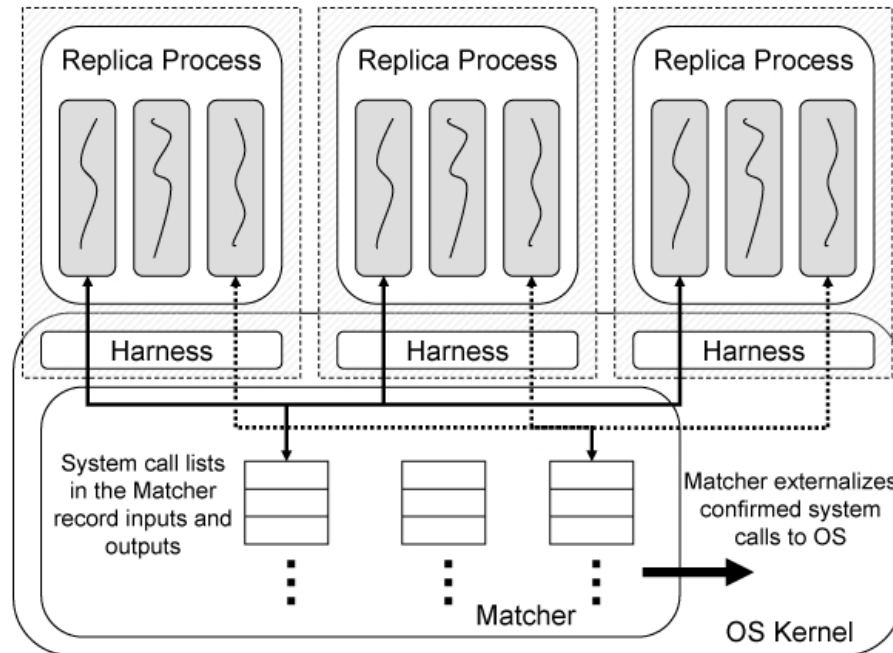 Replica Process
Replica Process
Replica Process
Harness
Harness
Harness
System call lists
in the Matcher
record inputs and
outputs
Matcher externalizes
confirmed system
calls to OS
Matcher
OS Kernel